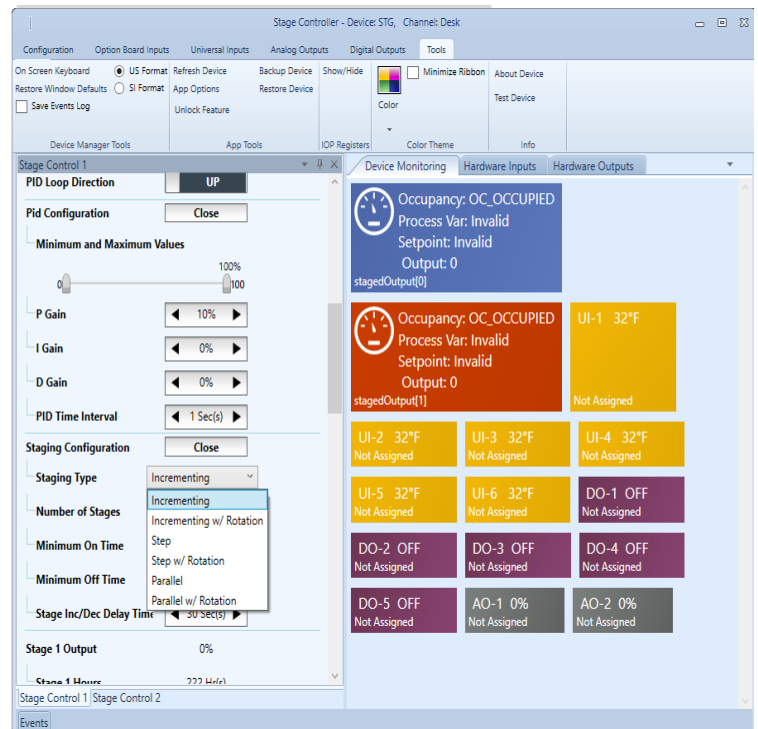 Stage Controller - Device: STG, Channel: Desk
Configuration Option Board Inputs Universal Inputs Analog Outputs Digital Outputs Tools
On Screen Keyboard US Format Refresh Device Backup Device Show/Hide Minimize Ribbon About Device
Restore Window Defaults SI Format App Options Restore Device Color Test Device
Save Events Log Unlock Feature
Device Manager Tools App Tools IOP Registers Color Theme Info
Stage Control 1
PID Loop Direction UP
Pid Configuration Close
Minimum and Maximum Values
100%
0 100
P Gain 10%
I Gain 0%
D Gain 0%
PID Time Interval 1 Sec(s)
Staging Configuration Close
Staging Type Incrementing
Incrementing
Number of Stages Incrementing w/ Rotation
Step
Minimum On Time Step w/ Rotation
Minimum Off Time Parallel
Parallel w/ Rotation
Stage Inc/Dec Delay Time 30 Sec(s)
Stage 1 Output 0%
Stage 1 Hours 222 Hr(s)
Stage Control 1 Stage Control 2
Events
Device Monitoring Hardware Inputs Hardware Outputs
Occupancy: OC_OCCUPIED
Process Var: Invalid
Setpoint: Invalid
Output: 0
stagedOutput[0]
Occupancy: OC_OCCUPIED
Process Var: Invalid
Setpoint: Invalid
Output: 0
stagedOutput[1]
UI-1 32°F
Not Assigned
UI-2 32°F
Not Assigned
UI-3 32°F
Not Assigned
UI-4 32°F
Not Assigned
UI-5 32°F
Not Assigned
UI-6 32°F
Not Assigned
DO-1 OFF
Not Assigned
DO-2 OFF
Not Assigned
DO-3 OFF
Not Assigned
DO-4 OFF
Not Assigned
DO-5 OFF
Not Assigned
AO-1 0%
Not Assigned
AO-2 0%
Not Assigned